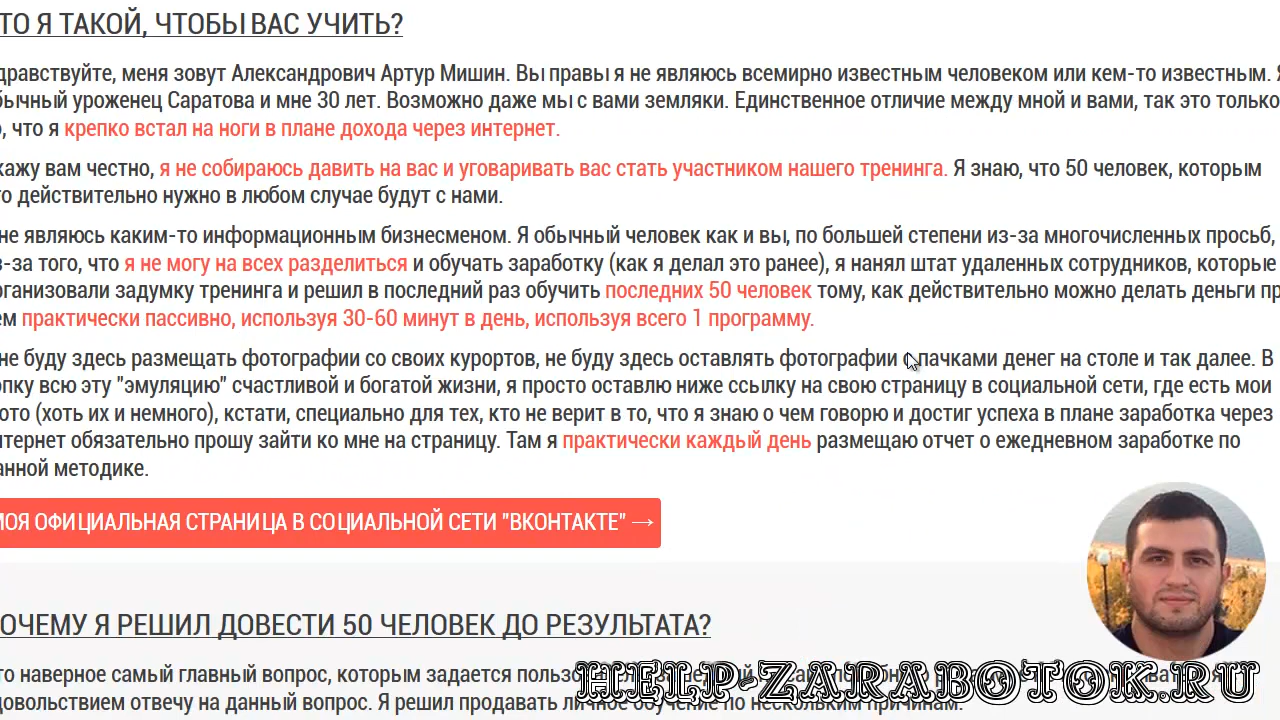 ТО Я ТАКОЙ, ЧТОБЫ ВАС УЧИТЬ?
дравствуйте, меня зовут Александрович Артур Мишин. Вы правы я не являюсь всемирно известным человеком или кем-то известным. Я
бычный уроженец Саратова и мне 30 лет. Возможно даже мы с вами земляки. Единственное отличие между мной и вами, так это только
о, что я крепко встал на ноги в плане дохода через интернет.
кажу вам честно, я не собираюсь давить на вас и уговаривать вас стать участником нашего тренинга. Я знаю, что 50 человек, которым
то действительно нужно в любом случае будут с нами.
не являюсь каким-то информационным бизнесменом. Я обычный человек как и вы, по большей степени из-за многочисленных просьб,
з-за того, что я не могу на всех разделиться и обучать заработку (как я делал это ранее), я нанял штат удаленных сотрудников, которые
рганизовали задумку тренинга и решил в последний раз обучить последних 50 человек тому, как действительно можно делать деньги пр
ем практически пассивно, используя 30-60 минут в день, используя всего 1 программу.
не буду здесь размещать фотографии со своих курортов, не буду здесь оставлять фотографии с пачками денег на столе и так далее. В
опку всю эту "эмуляцию" счастливой и богатой жизни, я просто оставлю ниже ссылку на свою страницу в социальной сети, где есть мои
ото (хоть их и немного), кстати, специально для тех, кто не верит в то, что я знаю о чем говорю и достиг успеха в плане заработка через
нтернет обязательно прошу зайти ко мне на страницу. Там я практически каждый день размещаю отчет о ежедневном заработке по
анной методике.
МОЯ ОФИЦИАЛЬНАЯ СТРАНИЦА В СОЦИАЛЬНОЙ СЕТИ "ВКОНТАКТЕ" →
ОЧЕМУ Я РЕШИЛ ДОВЕСТИ 50 ЧЕЛОВЕК ДО РЕЗУЛЬТАТА?
то наверное самый главный вопрос, которым задается
довольствием отвечу на данный вопрос. Я решил продавать личное обучение по нескольким причинам.
HELP-ZARABOTOK.RU